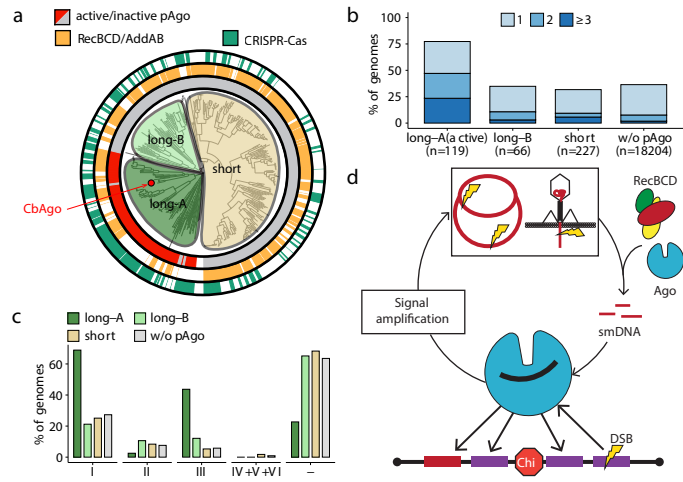 a
active/inactive pAgo
RecBCD/AddAB
CRISPR-Cas
long-B
short
CbAgo
long-A
b
1
2
≥3
% of genomes
100
75
50
25
0
long–A(a ctive)
(n=119)
long–B
(n=66)
short
(n=227)
w/o pAgo
(n=18204)
c
long–A
long–B
short
w/o pAgo
% of genomes
60
40
20
0
I
II
III
IV+V+V I
–
d
RecBCD
Ago
Signal
amplification
smDNA
DSB
Chi